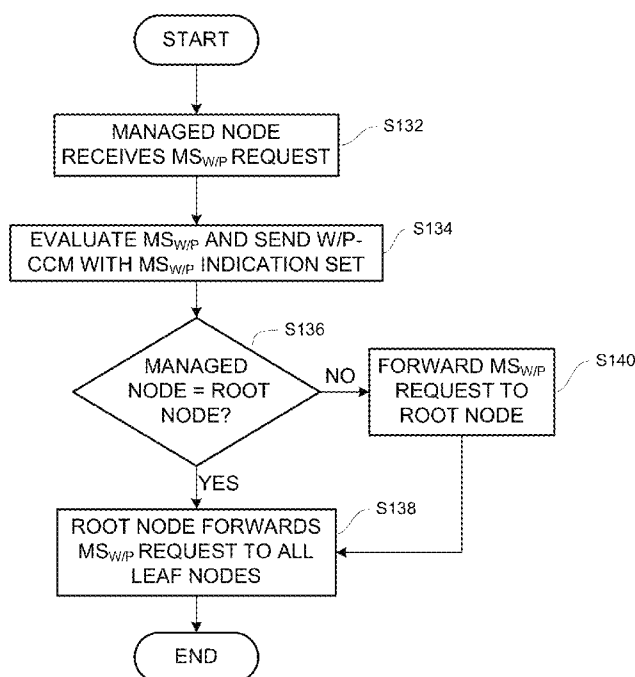 START
MANAGED NODE
RECEIVES MSW/P REQUEST
S132
EVALUATE MSW/P AND SEND W/P-
CCM WITH MSW/P INDICATION SET
S134
MANAGED
NODE = ROOT
NODE?
S136
NO
FORWARD MSW/P
REQUEST TO
ROOT NODE
S140
YES
ROOT NODE FORWARDS
MSW/P REQUEST TO ALL
LEAF NODES
S138
END